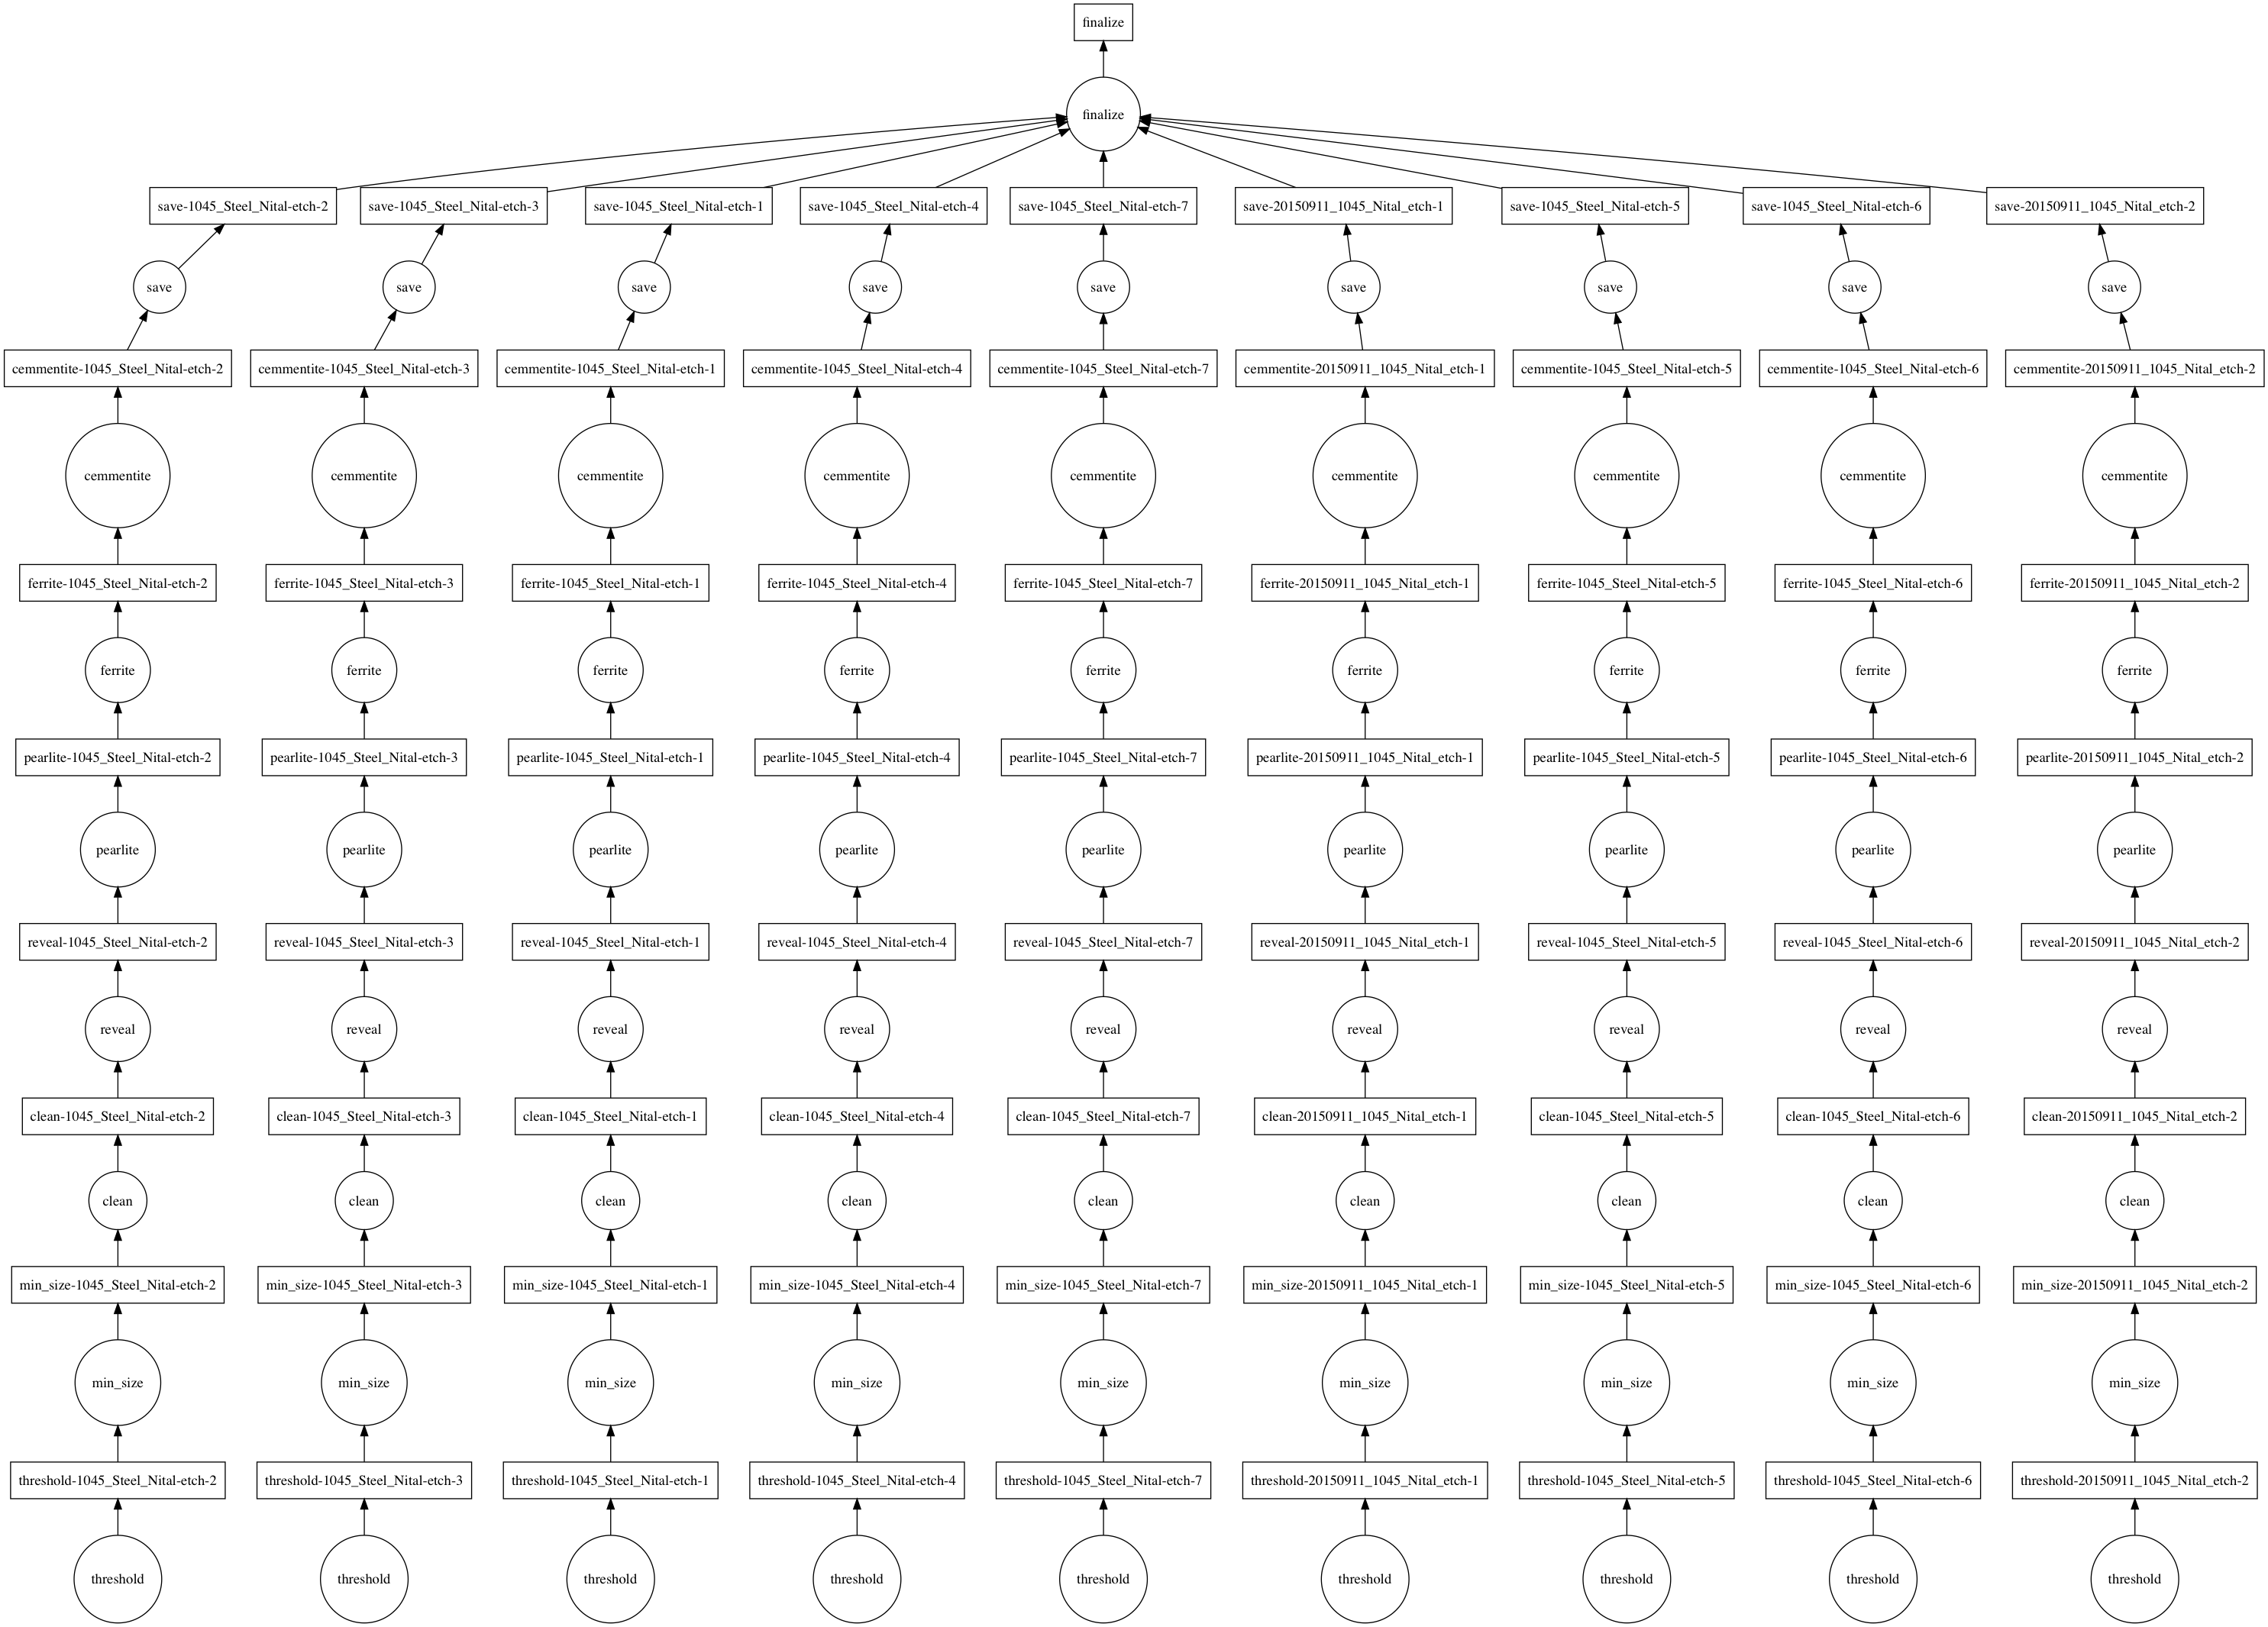 finalize
finalize
save-1045_Steel_Nital-etch-2
save-1045_Steel_Nital-etch-3
save-1045_Steel_Nital-etch-1
save-1045_Steel_Nital-etch-4
save-1045_Steel_Nital-etch-7
save-20150911_1045_Nital_etch-1
save-1045_Steel_Nital-etch-5
save-1045_Steel_Nital-etch-6
save-20150911_1045_Nital_etch-2
save
save
save
save
save
save
save
save
save
cemmentite-1045_Steel_Nital-etch-2
cemmentite-1045_Steel_Nital-etch-3
cemmentite-1045_Steel_Nital-etch-1
cemmentite-1045_Steel_Nital-etch-4
cemmentite-1045_Steel_Nital-etch-7
cemmentite-20150911_1045_Nital_etch-1
cemmentite-1045_Steel_Nital-etch-5
cemmentite-1045_Steel_Nital-etch-6
cemmentite-20150911_1045_Nital_etch-2
cemmentite
cemmentite
cemmentite
cemmentite
cemmentite
cemmentite
cemmentite
cemmentite
cemmentite
ferrite-1045_Steel_Nital-etch-2
ferrite-1045_Steel_Nital-etch-3
ferrite-1045_Steel_Nital-etch-1
ferrite-1045_Steel_Nital-etch-4
ferrite-1045_Steel_Nital-etch-7
ferrite-20150911_1045_Nital_etch-1
ferrite-1045_Steel_Nital-etch-5
ferrite-1045_Steel_Nital-etch-6
ferrite-20150911_1045_Nital_etch-2
ferrite
ferrite
ferrite
ferrite
ferrite
ferrite
ferrite
ferrite
ferrite
pearlite-1045_Steel_Nital-etch-2
pearlite-1045_Steel_Nital-etch-3
pearlite-1045_Steel_Nital-etch-1
pearlite-1045_Steel_Nital-etch-4
pearlite-1045_Steel_Nital-etch-7
pearlite-20150911_1045_Nital_etch-1
pearlite-1045_Steel_Nital-etch-5
pearlite-1045_Steel_Nital-etch-6
pearlite-20150911_1045_Nital_etch-2
pearlite
pearlite
pearlite
pearlite
pearlite
pearlite
pearlite
pearlite
pearlite
reveal-1045_Steel_Nital-etch-2
reveal-1045_Steel_Nital-etch-3
reveal-1045_Steel_Nital-etch-1
reveal-1045_Steel_Nital-etch-4
reveal-1045_Steel_Nital-etch-7
reveal-20150911_1045_Nital_etch-1
reveal-1045_Steel_Nital-etch-5
reveal-1045_Steel_Nital-etch-6
reveal-20150911_1045_Nital_etch-2
reveal
reveal
reveal
reveal
reveal
reveal
reveal
reveal
reveal
clean-1045_Steel_Nital-etch-2
clean-1045_Steel_Nital-etch-3
clean-1045_Steel_Nital-etch-1
clean-1045_Steel_Nital-etch-4
clean-1045_Steel_Nital-etch-7
clean-20150911_1045_Nital_etch-1
clean-1045_Steel_Nital-etch-5
clean-1045_Steel_Nital-etch-6
clean-20150911_1045_Nital_etch-2
clean
clean
clean
clean
clean
clean
clean
clean
clean
min_size-1045_Steel_Nital-etch-2
min_size-1045_Steel_Nital-etch-3
min_size-1045_Steel_Nital-etch-1
min_size-1045_Steel_Nital-etch-4
min_size-1045_Steel_Nital-etch-7
min_size-20150911_1045_Nital_etch-1
min_size-1045_Steel_Nital-etch-5
min_size-1045_Steel_Nital-etch-6
min_size-20150911_1045_Nital_etch-2
min_size
min_size
min_size
min_size
min_size
min_size
min_size
min_size
min_size
threshold-1045_Steel_Nital-etch-2
threshold-1045_Steel_Nital-etch-3
threshold-1045_Steel_Nital-etch-1
threshold-1045_Steel_Nital-etch-4
threshold-1045_Steel_Nital-etch-7
threshold-20150911_1045_Nital_etch-1
threshold-1045_Steel_Nital-etch-5
threshold-1045_Steel_Nital-etch-6
threshold-20150911_1045_Nital_etch-2
threshold
threshold
threshold
threshold
threshold
threshold
threshold
threshold
threshold